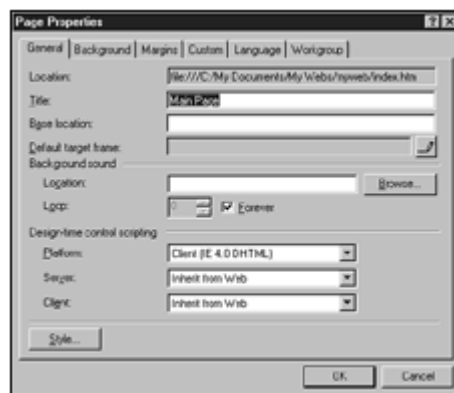 Page Properties
General Background Margins Custom Language Workgroup
Location: file:///C:/My Documents/My Webs/myweb/index.htm
Title: Main Page
Base location:
Default target frame:
Background sound
Location: Browse...
Loop: 0 Forever
Design-time control scripting
Platform: Client (IE 4.0 DHTML)
Server: Inherit from Web
Client: Inherit from Web
Style...
OK Cancel